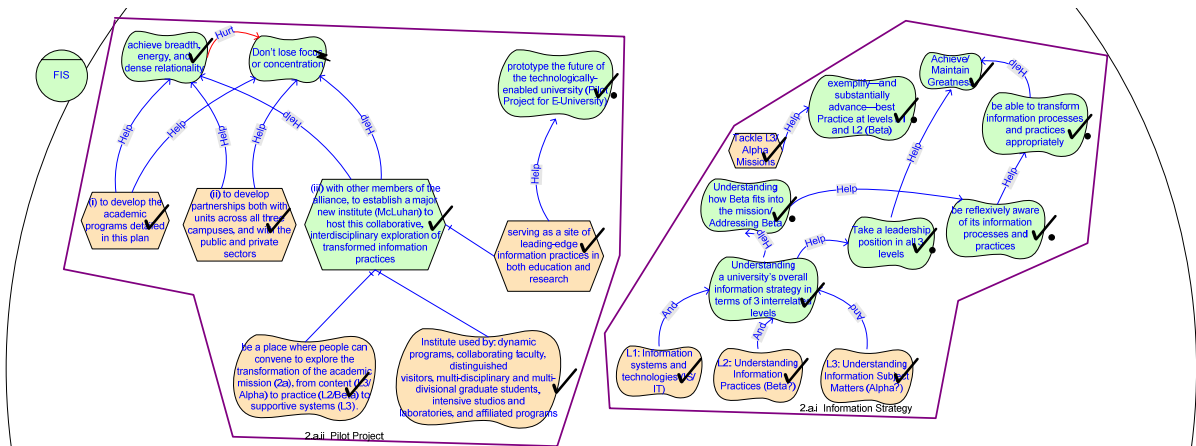 FIS
achieve breadth,
energy, and
dense relationality
Hurt
Don't lose focus
or concentration
Help
Help
Help
Help
Help
Help
(i) to develop the
academic
programs detailed
in this plan
(ii) to develop
partnerships both with
units across all three
campuses, and with the
public and private
sectors
(iii) with other members of the
alliance, to establish a major
new institute (McLuhan) to
host this collaborative,
interdisciplinary exploration of
transformed information
practices
prototype the future of
the technologically-
enabled university (Pilot
Project for E-University)
Help
serving as a site of
leading-edge
information practices in
both education and
research
be a place where people can
convene to explore the
transformation of the academic
mission (2a), from content (L3/
Alpha) to practice (L2/Beta) to
supportive systems (L3).
Institute used by: dynamic
programs, collaborating faculty,
distinguished
visitors, multi-disciplinary and multi-
divisional graduate students,
intensive studios and
laboratories, and affiliated programs
2.a.ii Pilot Project
Tackle L3/
Alpha
Missions
Help
exemplify—and
substantially
advance—best
Practice at levels
and L2 (Beta)
Achieve/
Maintain
Greatness
Help
be able to transform
information processes
and practices
appropriately
Help
Help
Understanding
how Beta fits into
the mission/
Addressing Beta
Help
be reflexively aware
of its information
processes and
practices
Take a leadership
position in all 3
levels
Help
Help
Understanding
a university's overall
information strategy in
terms of 3 interrelated
levels
And
And
And
L1: Information
systems and
technologies (IS/
IT)
L2: Understanding
Information
Practices (Beta?)
L3: Understanding
Information Subject
Matters (Alpha?)
2.a.i Information Strategy